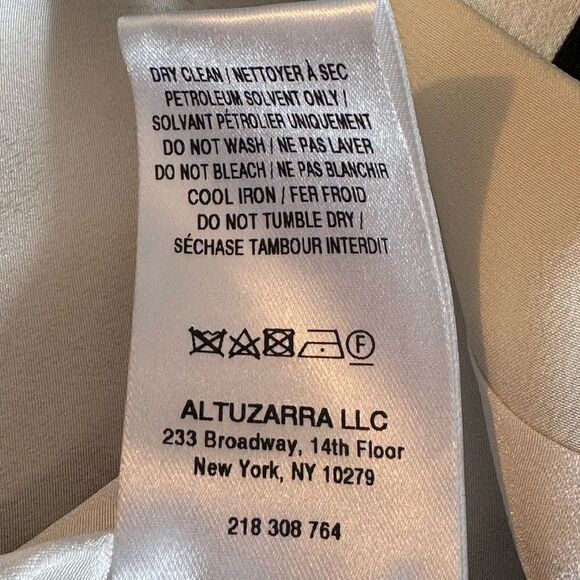 DRY CLEAN / NETTOYER À SEC
PETROLEUM SOLVENT ONLY /
SOLVANT PÉTROLIER UNIQUEMENT
DO NOT WASH / NE PAS LAVER
DO NOT BLEACH / NE PAS BLANCHIR
COOL IRON / FER FROID
DO NOT TUMBLE DRY /
SÉCHASE TAMBOUR INTERDIT
F
ALTUZARRA LLC
233 Broadway, 14th Floor
New York, NY 10279
218 308 764